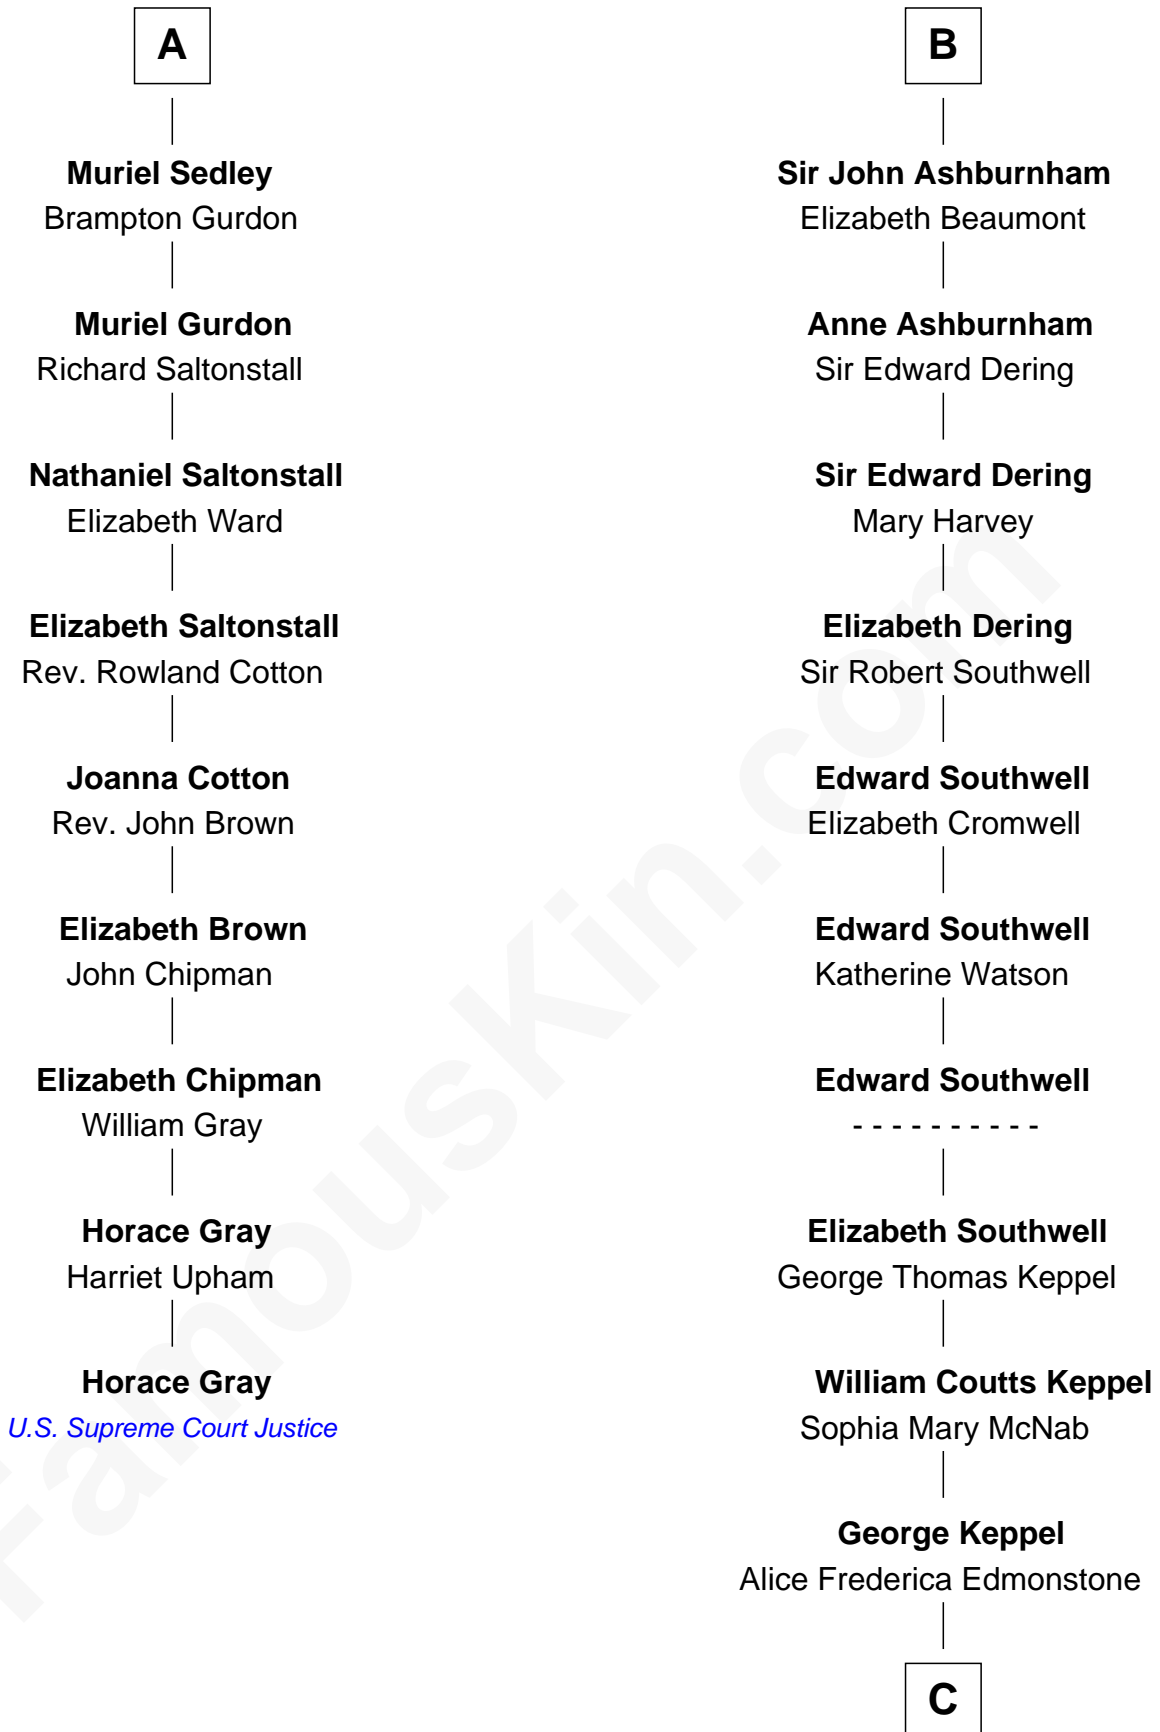 A
Muriel Sedley
Brampton Gurdon
Muriel Gurdon
Richard Saltonstall
Nathaniel Saltonstall
Elizabeth Ward
Elizabeth Saltonstall
Rev. Rowland Cotton
Joanna Cotton
Rev. John Brown
Elizabeth Brown
John Chipman
Elizabeth Chipman
William Gray
Horace Gray
Harriet Upham
Horace Gray
U.S. Supreme Court Justice
B
Sir John Ashburnham
Elizabeth Beaumont
Anne Ashburnham
Sir Edward Dering
Sir Edward Dering
Mary Harvey
Elizabeth Dering
Sir Robert Southwell
Edward Southwell
Elizabeth Cromwell
Edward Southwell
Katherine Watson
Edward Southwell
- - - - - - - - - -
Elizabeth Southwell
George Thomas Keppel
William Coutts Keppel
Sophia Mary McNab
George Keppel
Alice Frederica Edmonstone
C
FamousKin.com